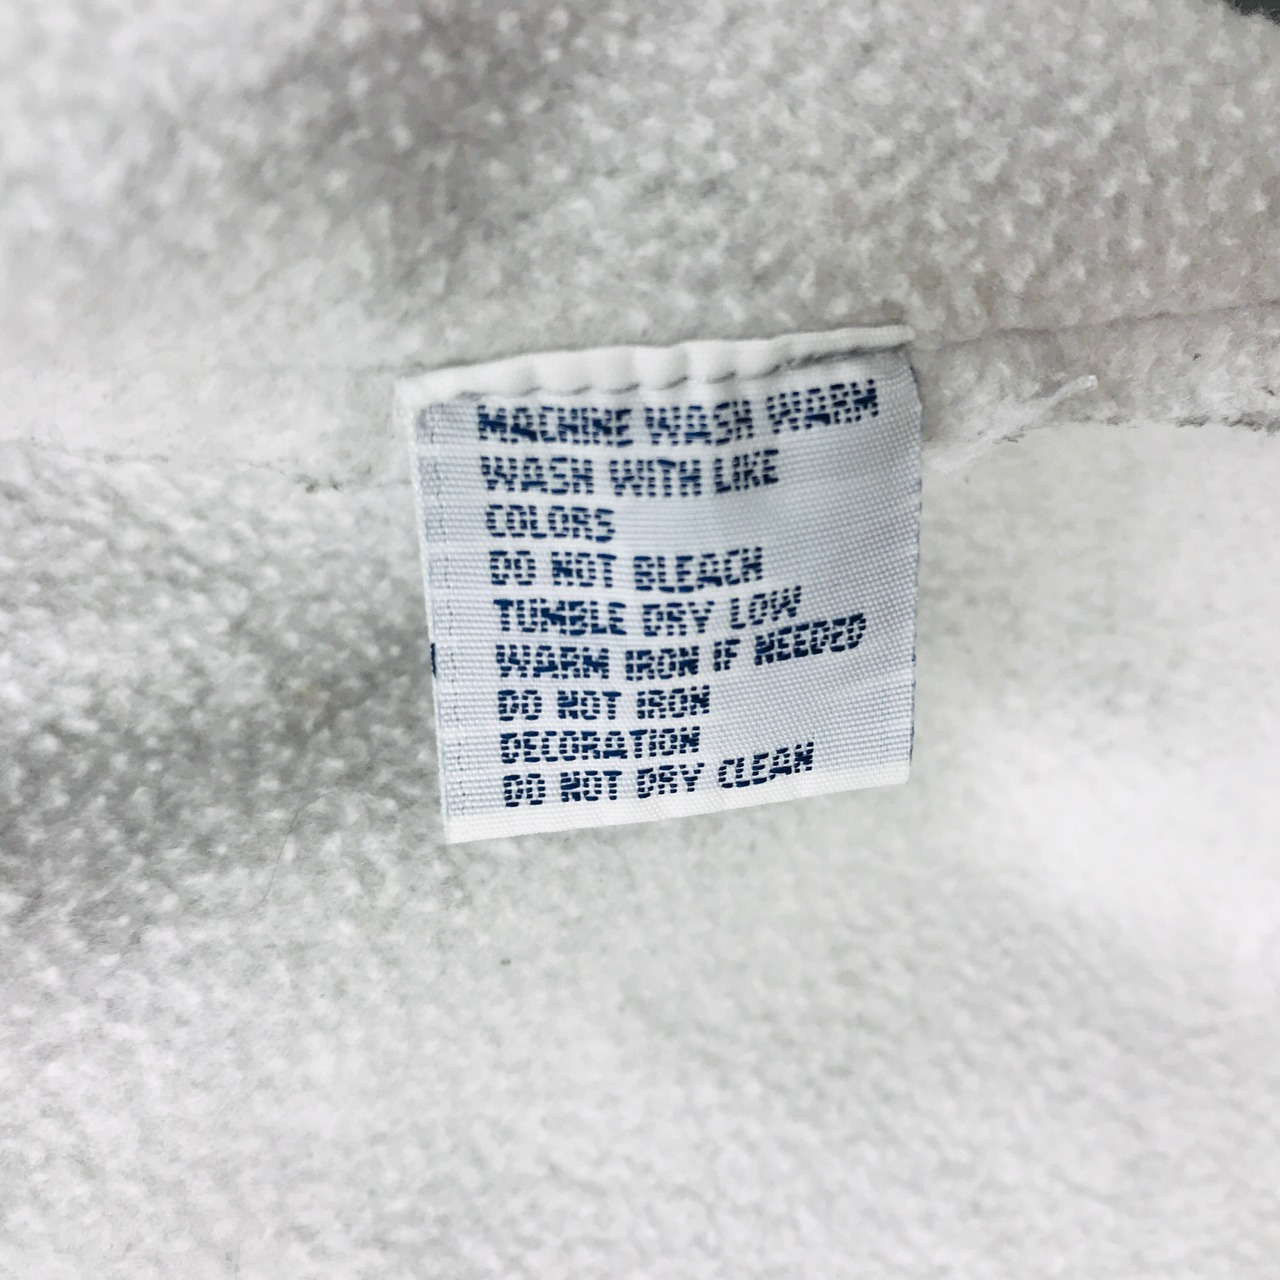 MACHINE WASH WARM
WASH WITH LIKE
COLORS
DO NOT BLEACH
TUMBLE DRY LOW
WARM IRON IF NEEDED
DO NOT IRON
DECORATION
DO NOT DRY CLEAN